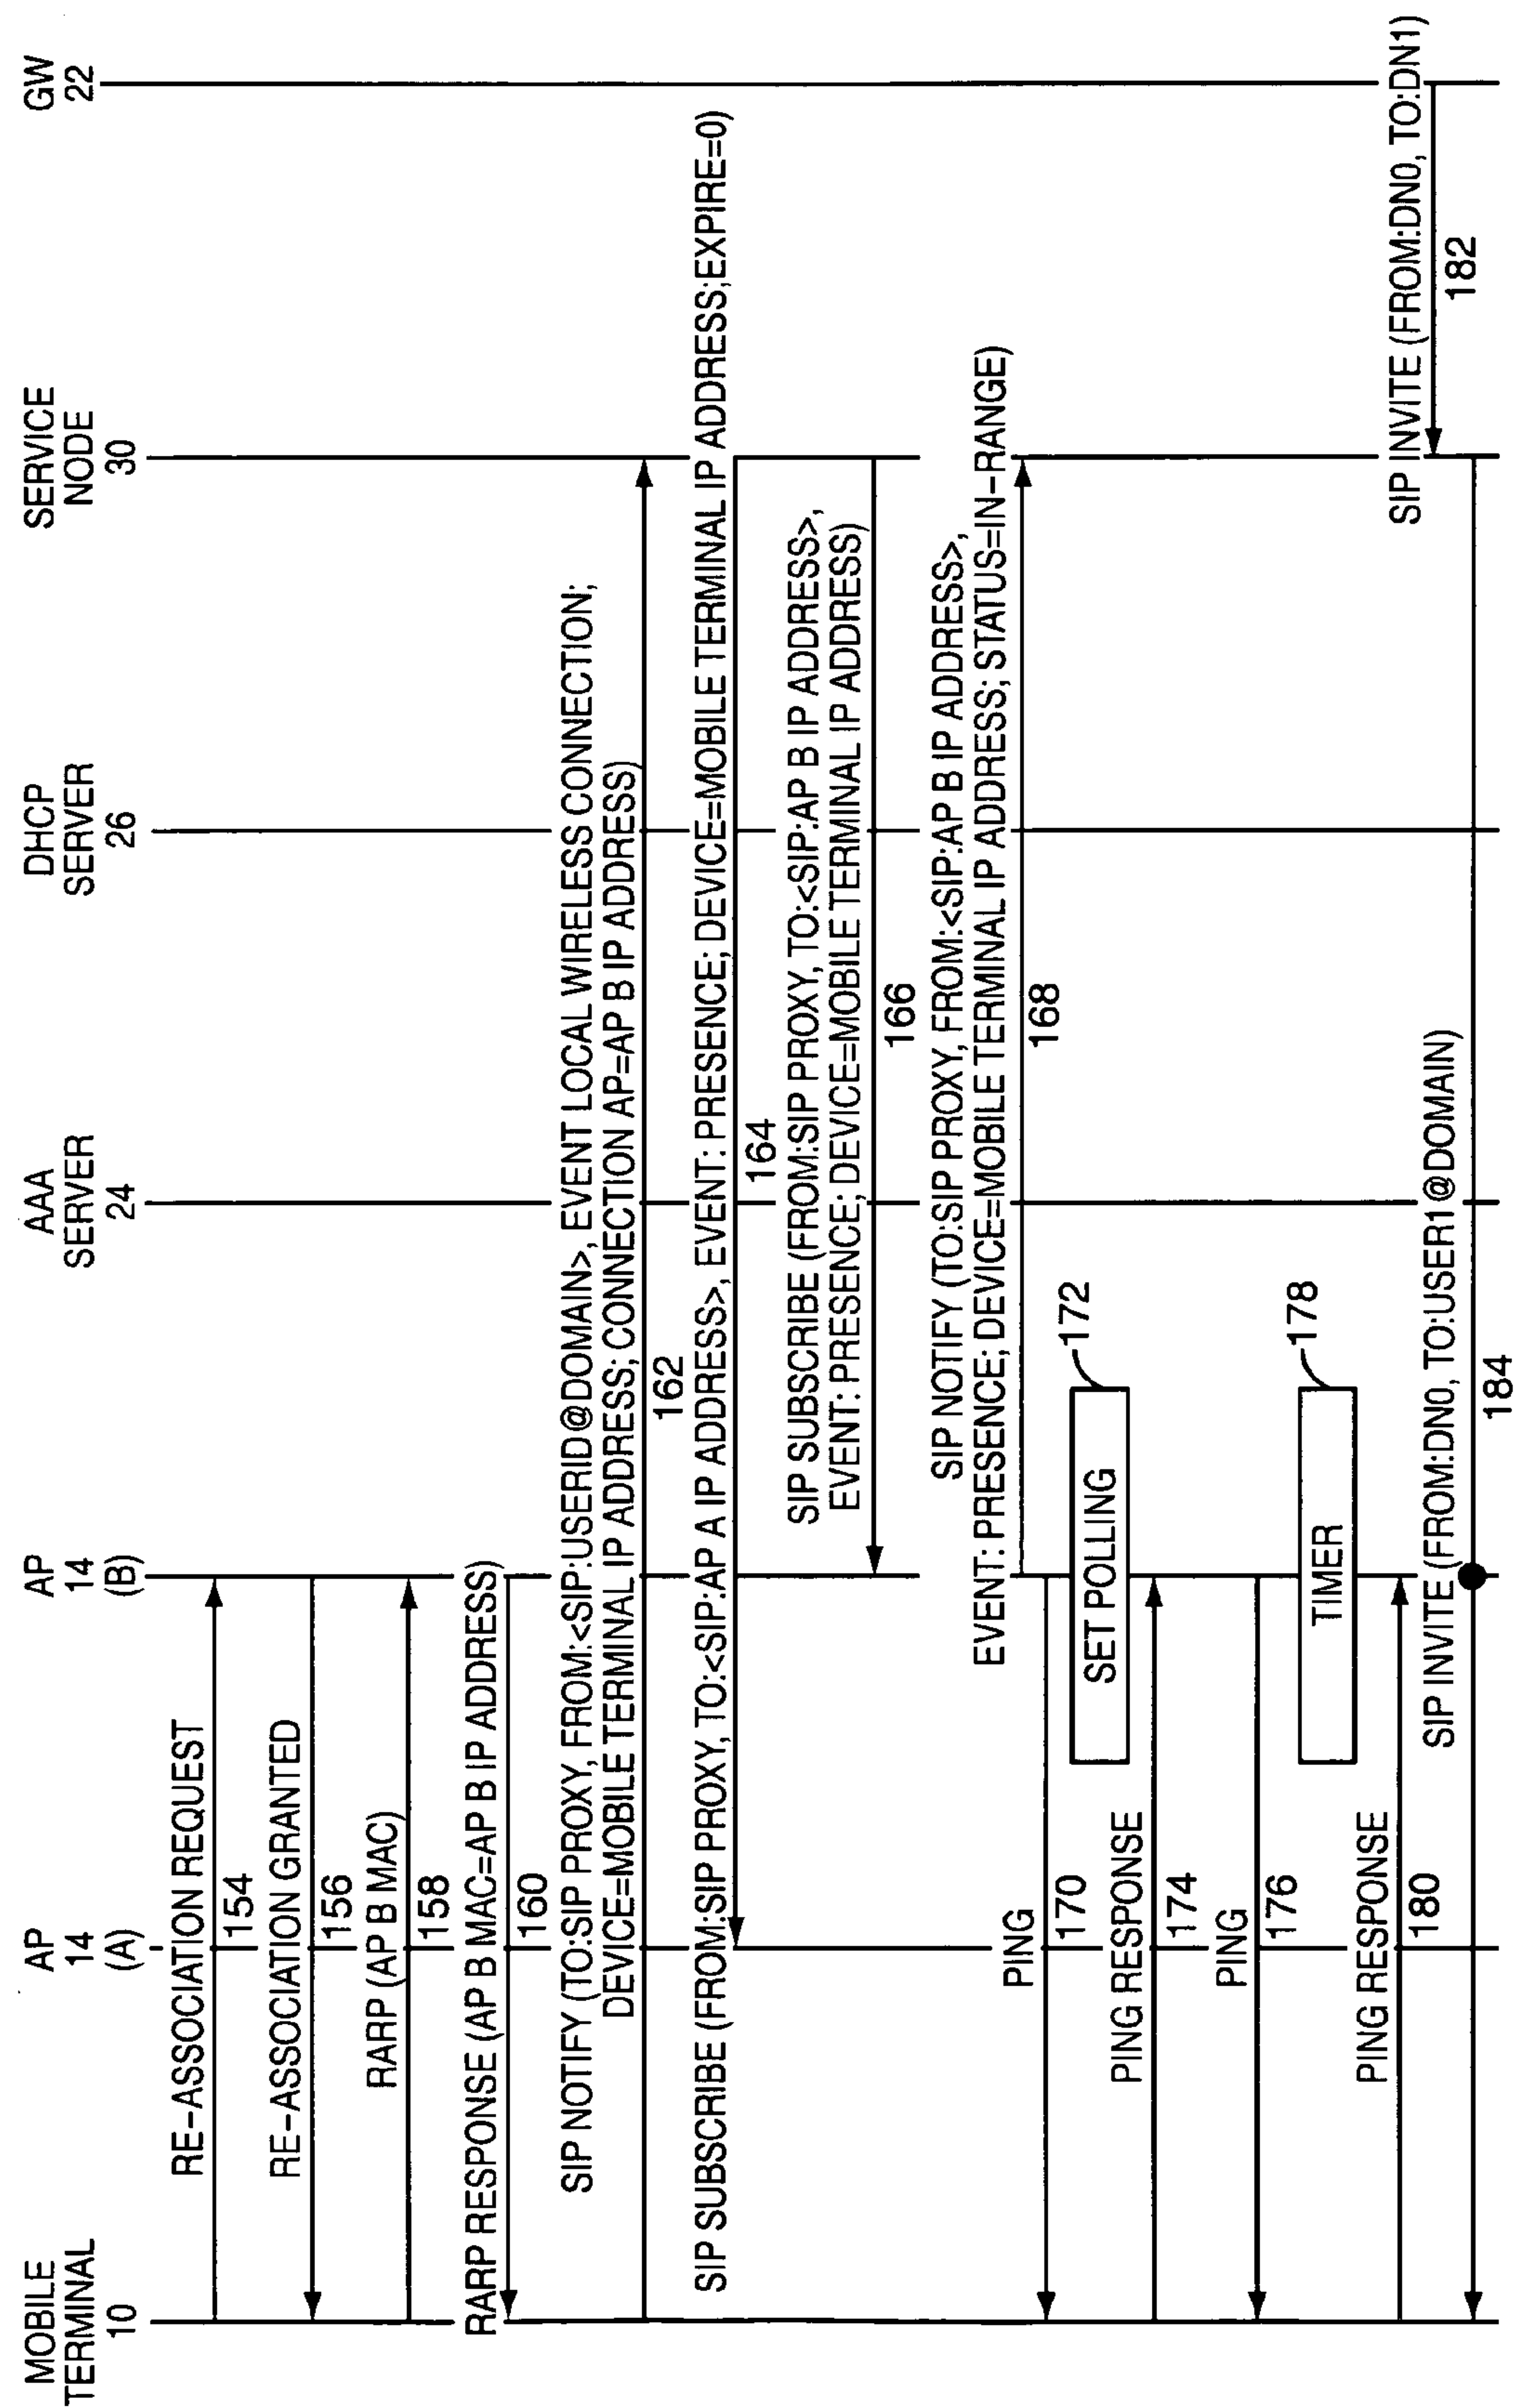 MOBILE
TERMINAL
10
AP
14
(A)
AP
14
(B)
AAA
SERVER
24
DHCP
SERVER
26
SERVICE
NODE
30
GW
22
RE-ASSOCIATION REQUEST
154
RE-ASSOCIATION GRANTED
156
RARP (AP B MAC)
158
RARP RESPONSE (AP B MAC=AP B IP ADDRESS)
160
SIP NOTIFY (TO:SIP PROXY, FROM:<SIP:USERID@DOMAIN>, EVENT LOCAL WIRELESS CONNECTION;
DEVICE=MOBILE TERMINAL IP ADDRESS; CONNECTION AP=AP B IP ADDRESS)
162
SIP SUBSCRIBE (FROM:SIP PROXY, TO:<SIP:AP A IP ADDRESS>, EVENT: PRESENCE; DEVICE=MOBILE TERMINAL IP ADDRESS;EXPIRE=0)
164
SIP SUBSCRIBE (FROM:SIP PROXY, TO:<SIP:AP B IP ADDRESS>,
EVENT: PRESENCE; DEVICE=MOBILE TERMINAL IP ADDRESS)
166
SIP NOTIFY (TO:SIP PROXY, FROM:<SIP:AP B IP ADDRESS>,
EVENT: PRESENCE; DEVICE=MOBILE TERMINAL IP ADDRESS; STATUS=IN-RANGE)
168
PING
170
SET POLLING
172
PING RESPONSE
174
PING
176
TIMER
178
PING RESPONSE
180
SIP INVITE (FROM:DN0, TO:DN1)
182
SIP INVITE (FROM:DN0, TO:USER1@DOMAIN)
184